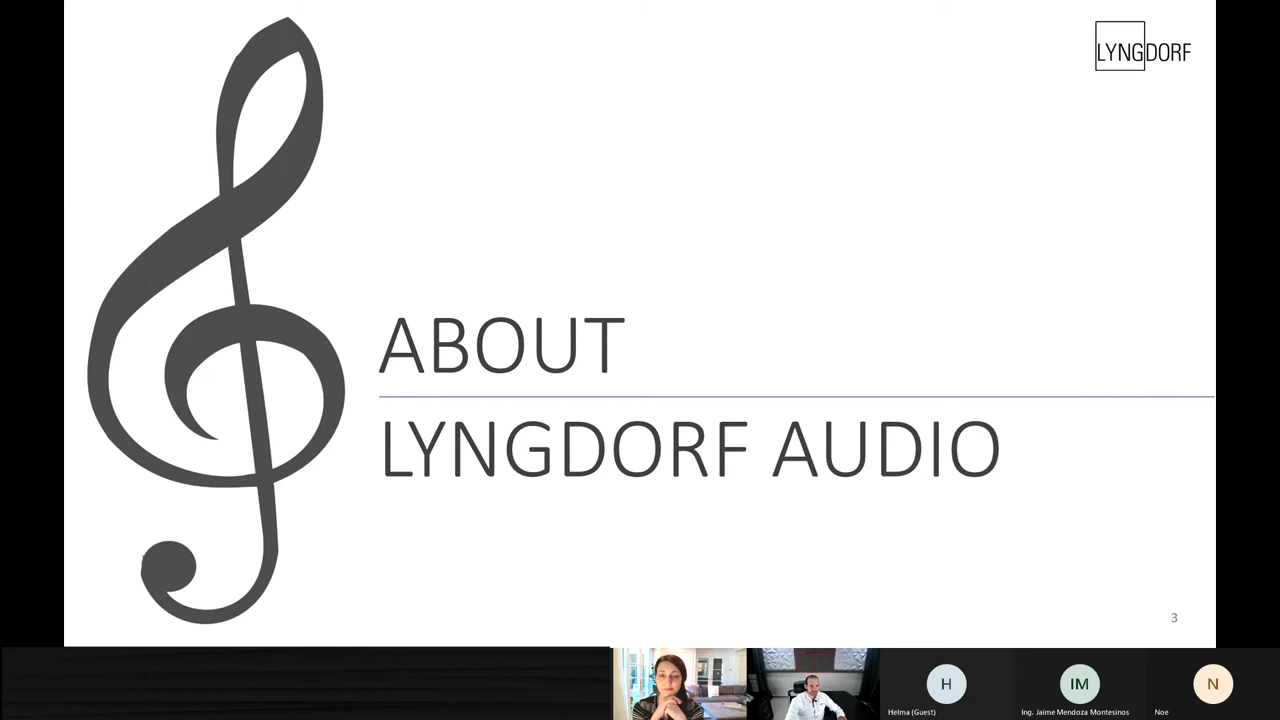 LYNGDORF
ABOUT
LYNGDORF AUDIO
3
H
IM
N
Helma (Guest)
Ing. Jaime Mendoza Montesinos
Noe